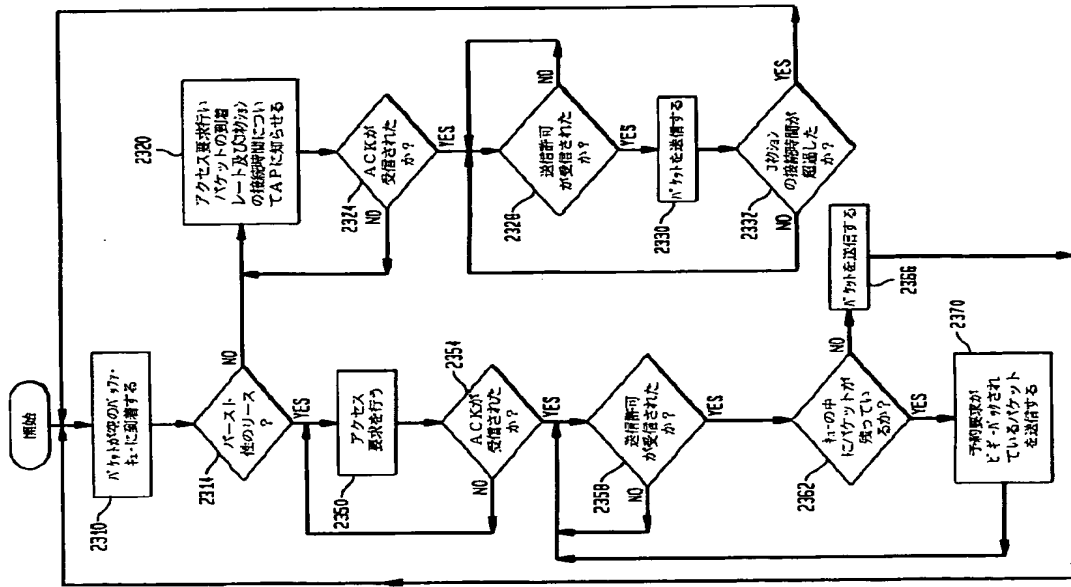 開始
パケットが空のバッファ・
キューに到着する
2310
バースト
性のリース
?
2314
NO
YES
アクセス要求行い
パケットの到着
レート及びコネクション
の接続時間につい
てAPに知らせる
2320
ACKが
受信された
か?
2324
NO
YES
送信許可
が受信された
か?
2328
NO
YES
パケットを送信する
2330
コネクション
の接続時間が
超過した
か?
2332
NO
YES
アクセス
要求を行う
2350
ACKが
受信された
か?
2354
NO
YES
送信許可
が受信された
か?
2358
NO
YES
キューの中
にパケットが
残ってい
るか?
2362
NO
YES
パケットを送信する
2366
予約要求が
ピギーバックされ
ているパケット
を送信する
2370